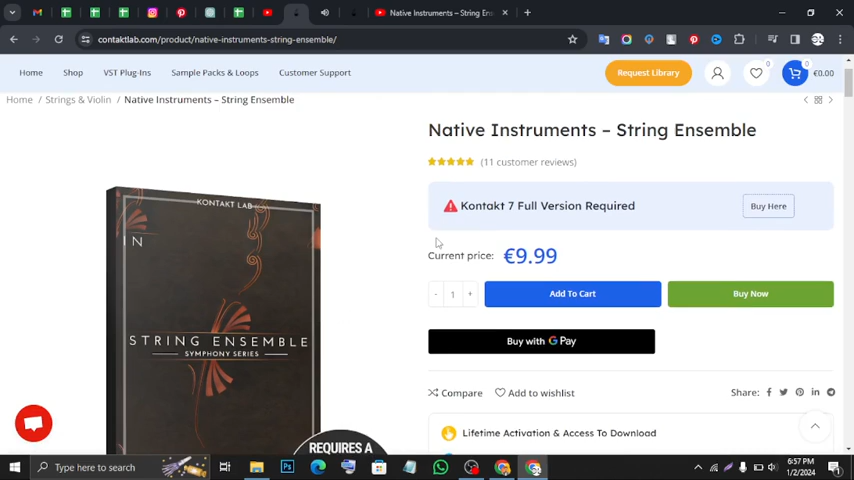 Native Instruments – String Ens
contaktlab.com/product/native-instruments-string-ensemble/
Home Shop VST Plug-Ins Sample Packs & Loops Customer Support Request Library 0 0 €0.00
Home / Strings & Violin / Native Instruments – String Ensemble
Native Instruments – String Ensemble
(11 customer reviews)
Kontakt 7 Full Version Required Buy Here
Current price: €9.99
- 1 + Add To Cart Buy Now
Buy with G Pay
Compare Add to wishlist Share:
Lifetime Activation & Access To Download
KONTAKT LAB
IN
STRING ENSEMBLE
SYMPHONY SERIES
REQUIRES A
Type here to search
6:57 PM
1/2/2024